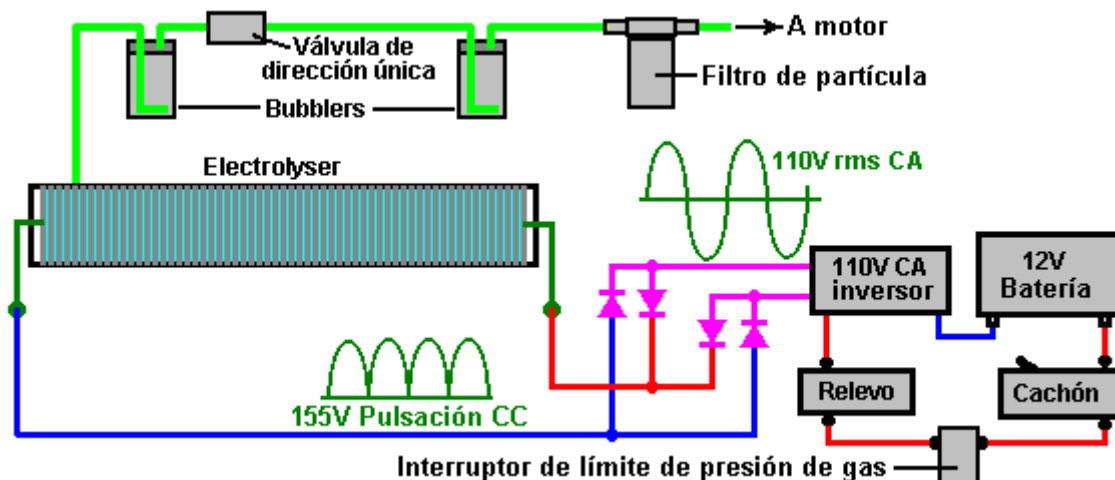 A motor
Válvula de
dirección única
Filtro de partícula
Bubblers
Electrolyser
110V rms CA
110V CA
inversor
12V
Batería
155V Pulsación CC
Relevo
Cachón
Interruptor de límite de presión de gas